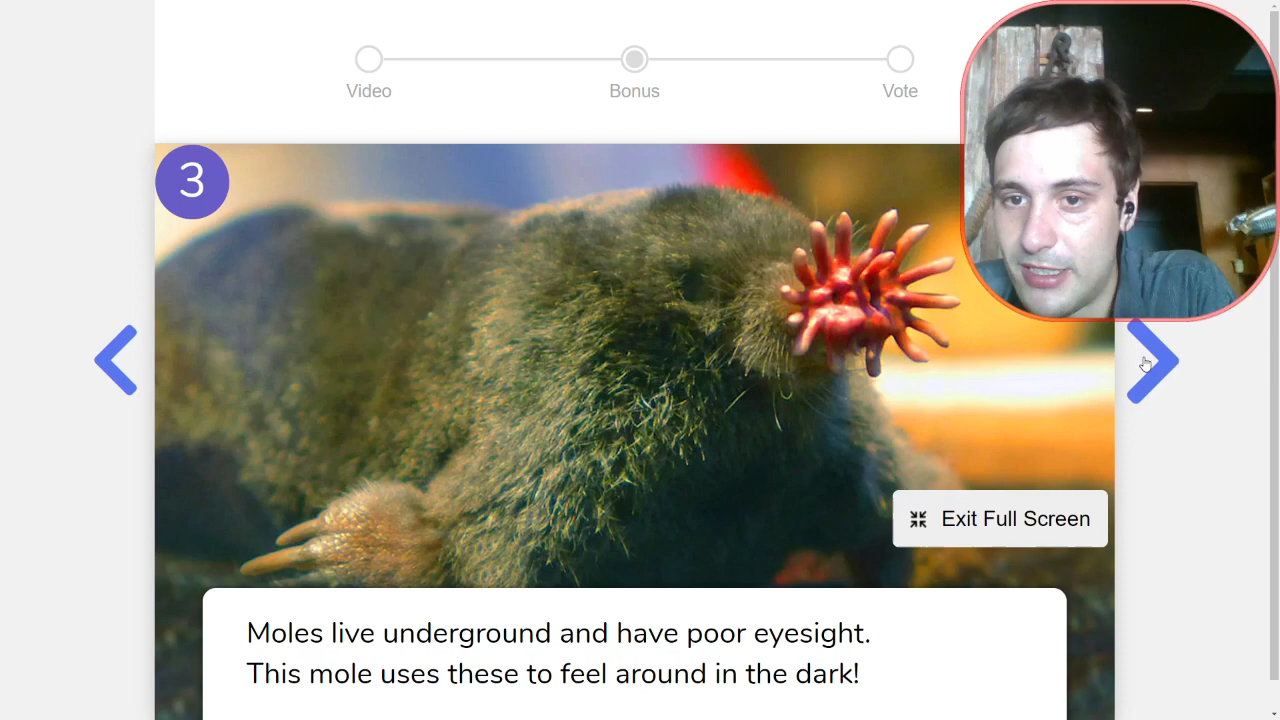 Video
Bonus
Vote
3
Exit Full Screen
Moles live underground and have poor eyesight.
This mole uses these to feel around in the dark!